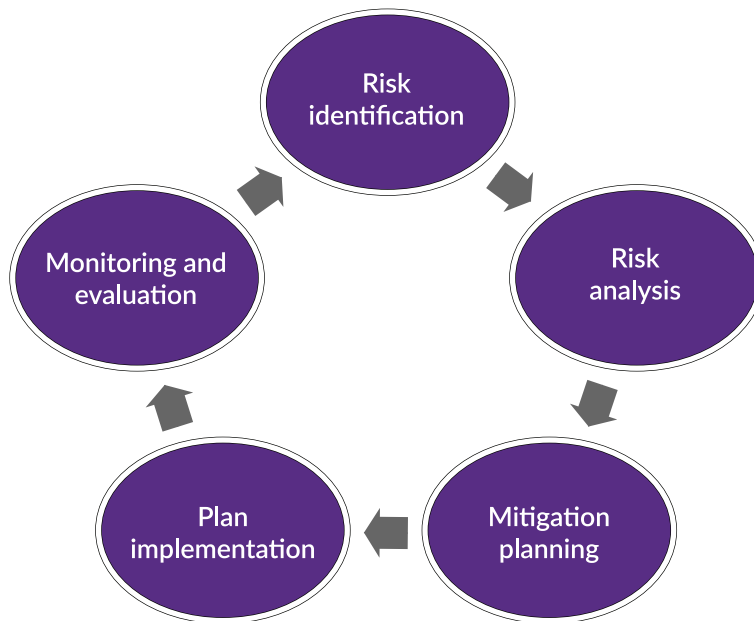 Risk
identification
Risk
analysis
Mitigation
planning
Plan
implementation
Monitoring and
evaluation